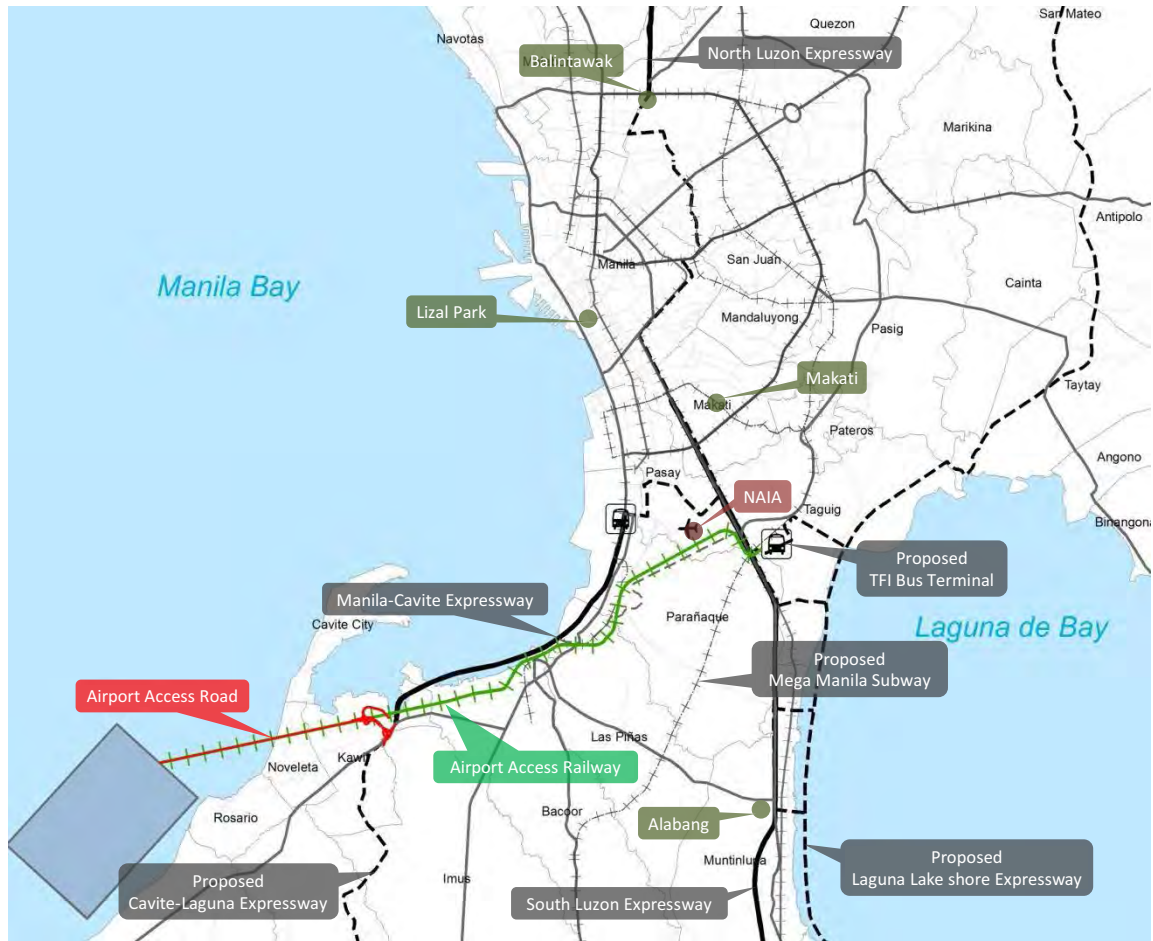 San Mateo
Quezon
Navotas
North Luzon Expressway
Balintawak
Marikina
Antipolo
San Juan
Manila
Cainta
Manila Bay
Lizal Park
Mandaluyong
Pasig
Makati
Taytay
Makati
Pateros
Angono
Pasay
NAIA
Taguig
Binangona
Proposed
TFI Bus Terminal
Manila-Cavite Expressway
Cavite City
Parañaque
Laguna de Bay
Proposed
Mega Manila Subway
Airport Access Road
Las Piñas
Kawit
Noveleta
Airport Access Railway
Rosario
Bacoor
Alabang
Muntinlupa
Proposed
Cavite-Laguna Expressway
Imus
Proposed
Laguna Lake shore Expressway
South Luzon Expressway